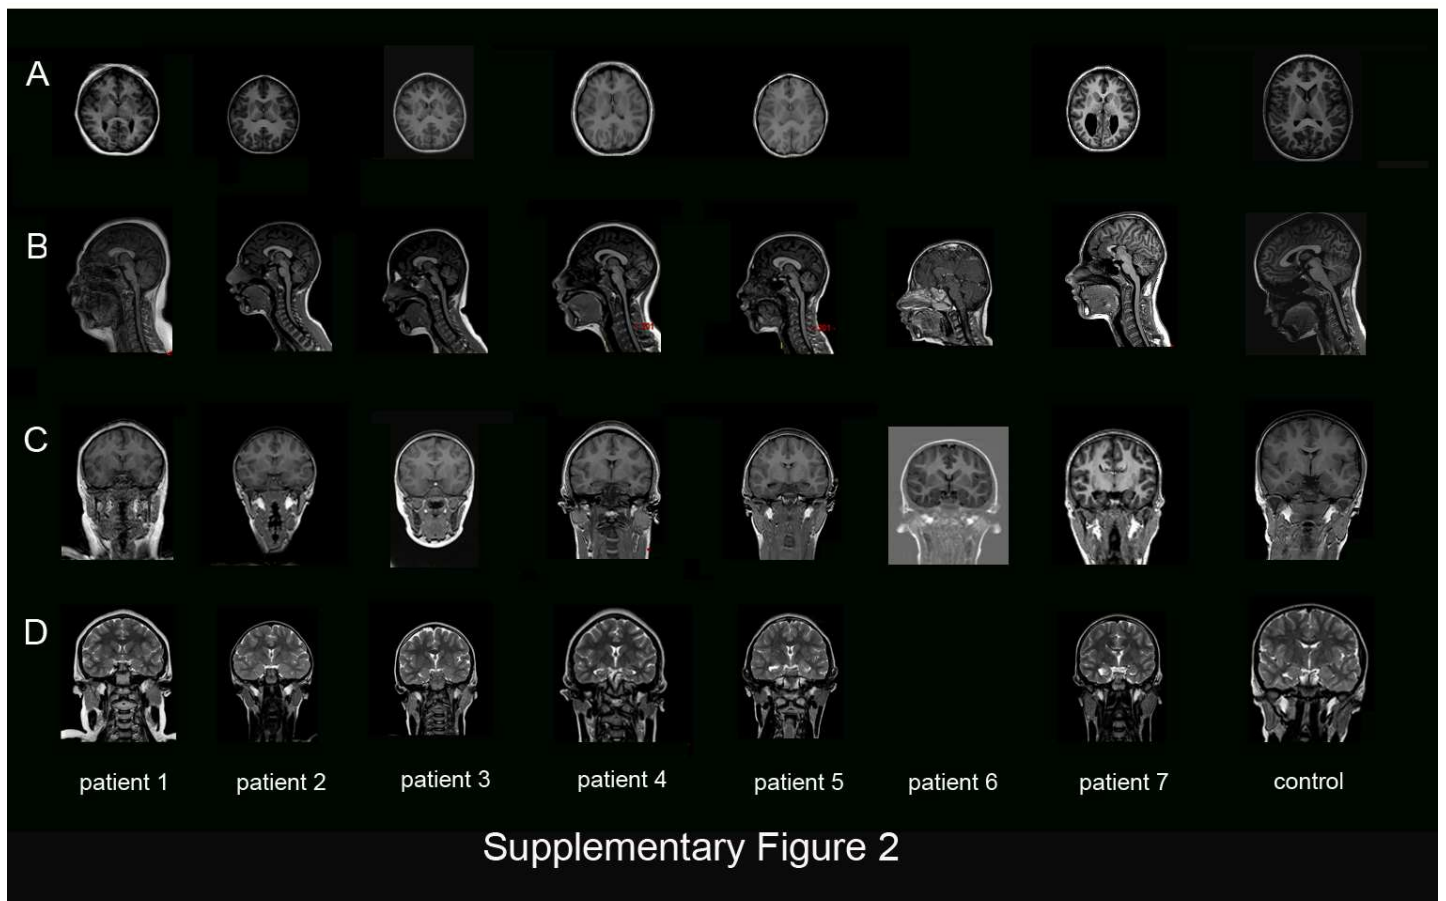 A
B
C
D
patient 1
patient 2
patient 3
patient 4
patient 5
patient 6
patient 7
control
Supplementary Figure 2